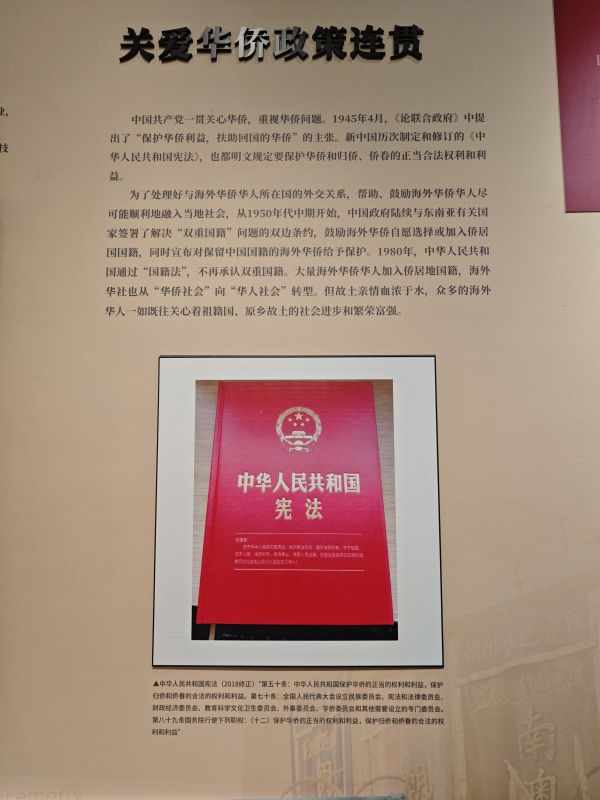 关爱华侨政策连贯
业，
技
中国共产党一贯关心华侨，重视华侨问题。1945年4月，《论联合政府》中提
出了“保护华侨利益，扶助回国的华侨”的主张。新中国历次制定和修订的《中
华人民共和国宪法》，也都明文规定要保护华侨和归侨、侨眷的正当合法权利和利
益。
为了处理好与海外华侨华人所在国的外交关系，帮助、鼓励海外华侨华人尽
可能顺利地融入当地社会，从1950年代中期开始，中国政府陆续与东南亚有关国
家签署了解决“双重国籍”问题的双边条约，鼓励海外华侨自愿选择或加入侨居
国国籍，同时宣布对保留中国国籍的海外华侨给予保护。1980年，中华人民共和
国通过“国籍法”，不再承认双重国籍。大量海外华侨华人加入侨居地国籍，海外
华社也从“华侨社会”向“华人社会”转型。但故土亲情血浓于水，众多的海外
华人一如既往关心着祖籍国、原乡故土的社会进步和繁荣富强。
中华人民共和国
宪法
▲中华人民共和国宪法（2018修正）“第五十条：中华人民共和国保护华侨的正当的权利和利益，保护
归侨和侨眷的合法的权利和利益。第七十条：全国人民代表大会设立民族委员会、宪法和法律委员会、
财政经济委员会、教育科学文化卫生委员会、外事委员会、华侨委员会和其他需要设立的专门委员会。
第八十九条国务院行使下列职权：（十二）保护华侨的正当的权利和利益，保护归侨和侨眷的合法的权
利和利益”
南
澳
emony